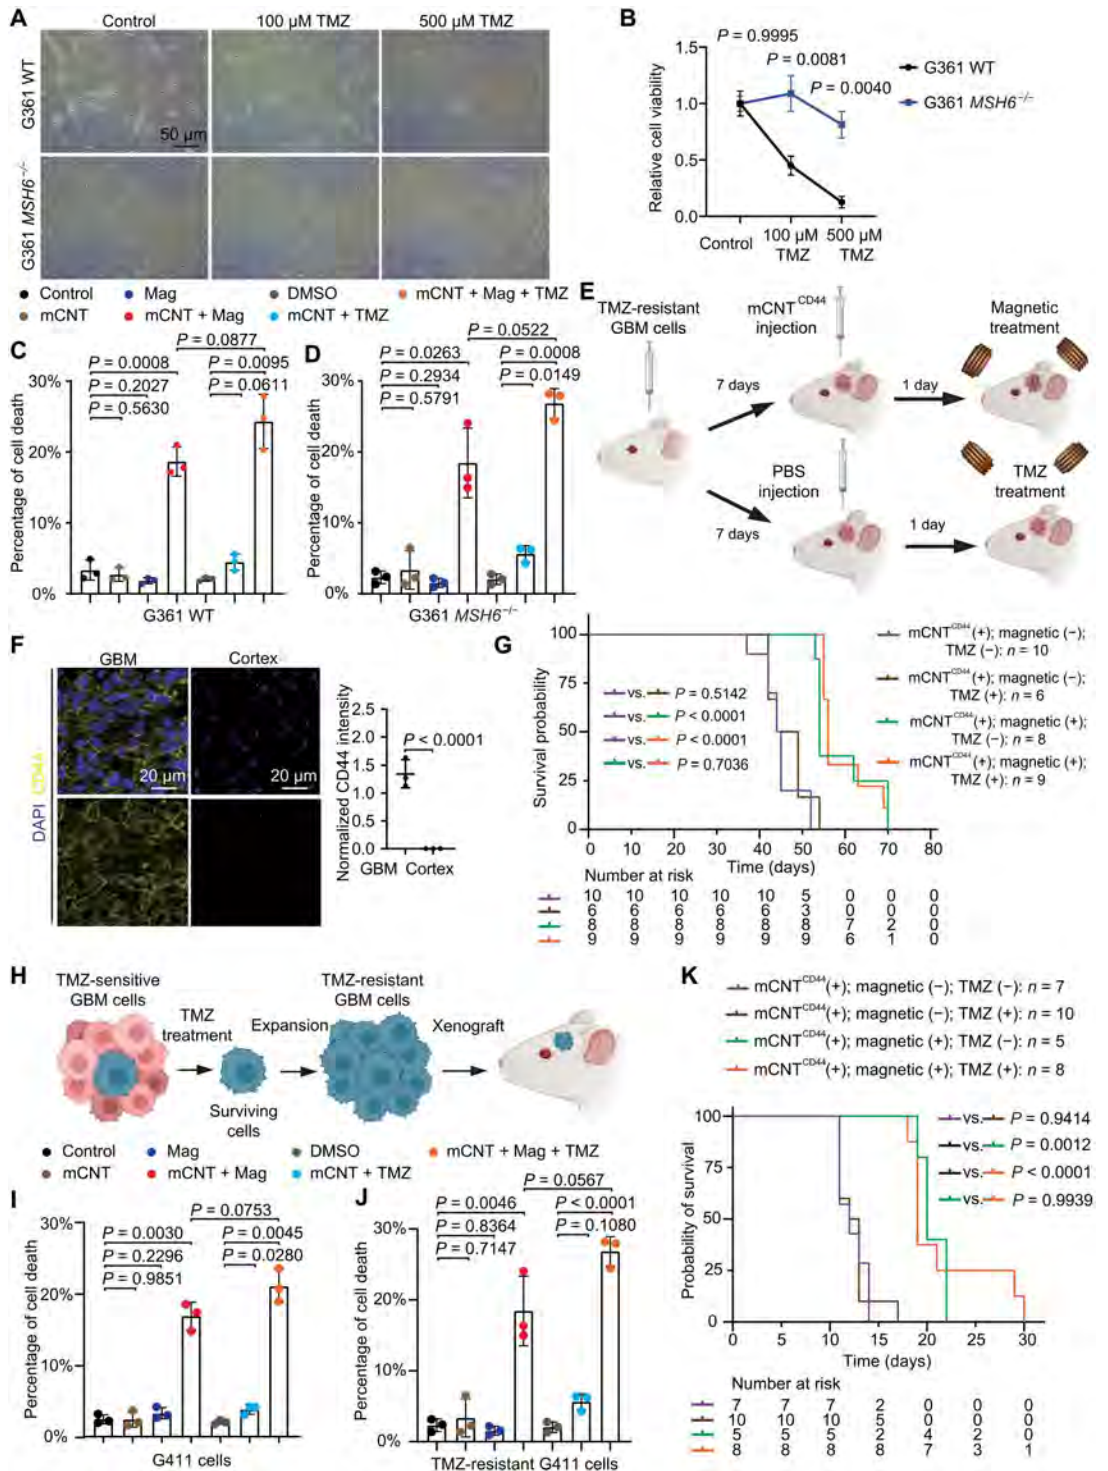 A
Control
100 µM TMZ
500 µM TMZ
G361 WT
50 µm
G361 MSH6⁻/⁻
B
P = 0.9995
P = 0.0081
P = 0.0040
G361 WT
G361 MSH6⁻/⁻
Relative cell viability
1.5
1.0
0.5
0.0
Control
100 µM TMZ
500 µM TMZ
Control
Mag
DMSO
mCNT + Mag + TMZ
mCNT
mCNT + Mag
mCNT + TMZ
C
P = 0.0877
P = 0.0008
P = 0.0095
P = 0.2027
P = 0.0611
P = 0.5630
Percentage of cell death
30%
20%
10%
0%
G361 WT
D
P = 0.0522
P = 0.0263
P = 0.0008
P = 0.2934
P = 0.0149
P = 0.5791
Percentage of cell death
30%
20%
10%
0%
G361 MSH6⁻/⁻
E
TMZ-resistant
GBM cells
mCNT^CD44
injection
Magnetic
treatment
7 days
1 day
PBS
injection
TMZ
treatment
7 days
1 day
F
GBM
Cortex
DAPI CD44
20 µm
20 µm
Normalized CD44 intensity
2.5
2.0
1.5
1.0
0.5
0.0
P < 0.0001
GBM Cortex
G
Survival probability
100
75
50
25
0
vs. P = 0.5142
vs. P < 0.0001
vs. P < 0.0001
vs. P = 0.7036
0 10 20 30 40 50 60 70 80
Time (days)
mCNT^CD44(+); magnetic (−);
TMZ (−): n = 10
mCNT^CD44(+); magnetic (−);
TMZ (+): n = 6
mCNT^CD44(+); magnetic (+);
TMZ (−): n = 8
mCNT^CD44(+); magnetic (+);
TMZ (+): n = 9
Number at risk
10 10 10 10 10 5 0 0 0
6 6 6 6 6 3 0 0 0
8 8 8 8 8 8 7 2 0
9 9 9 9 9 9 6 1 0
H
TMZ-sensitive
GBM cells
TMZ
treatment
Surviving
cells
Expansion
TMZ-resistant
GBM cells
Xenograft
Control
Mag
DMSO
mCNT + Mag + TMZ
mCNT
mCNT + Mag
mCNT + TMZ
I
P = 0.0753
P = 0.0030
P = 0.0045
P = 0.2296
P = 0.0280
P = 0.9851
Percentage of cell death
30%
20%
10%
0%
G411 cells
J
P = 0.0567
P = 0.0046
P < 0.0001
P = 0.8364
P = 0.1080
P = 0.7147
Percentage of cell death
30%
20%
10%
0%
TMZ-resistant G411 cells
K
mCNT^CD44(+); magnetic (−); TMZ (−): n = 7
mCNT^CD44(+); magnetic (−); TMZ (+): n = 10
mCNT^CD44(+); magnetic (+); TMZ (−): n = 5
mCNT^CD44(+); magnetic (+); TMZ (+): n = 8
Probability of survival
100
75
50
25
0
vs. P = 0.9414
vs. P = 0.0012
vs. P < 0.0001
vs. P = 0.9939
0 10 20 30
Time (days)
Number at risk
7 7 7 2 0 0 0
10 10 10 5 0 0 0
5 5 5 2 4 2 0
8 8 8 8 7 3 1